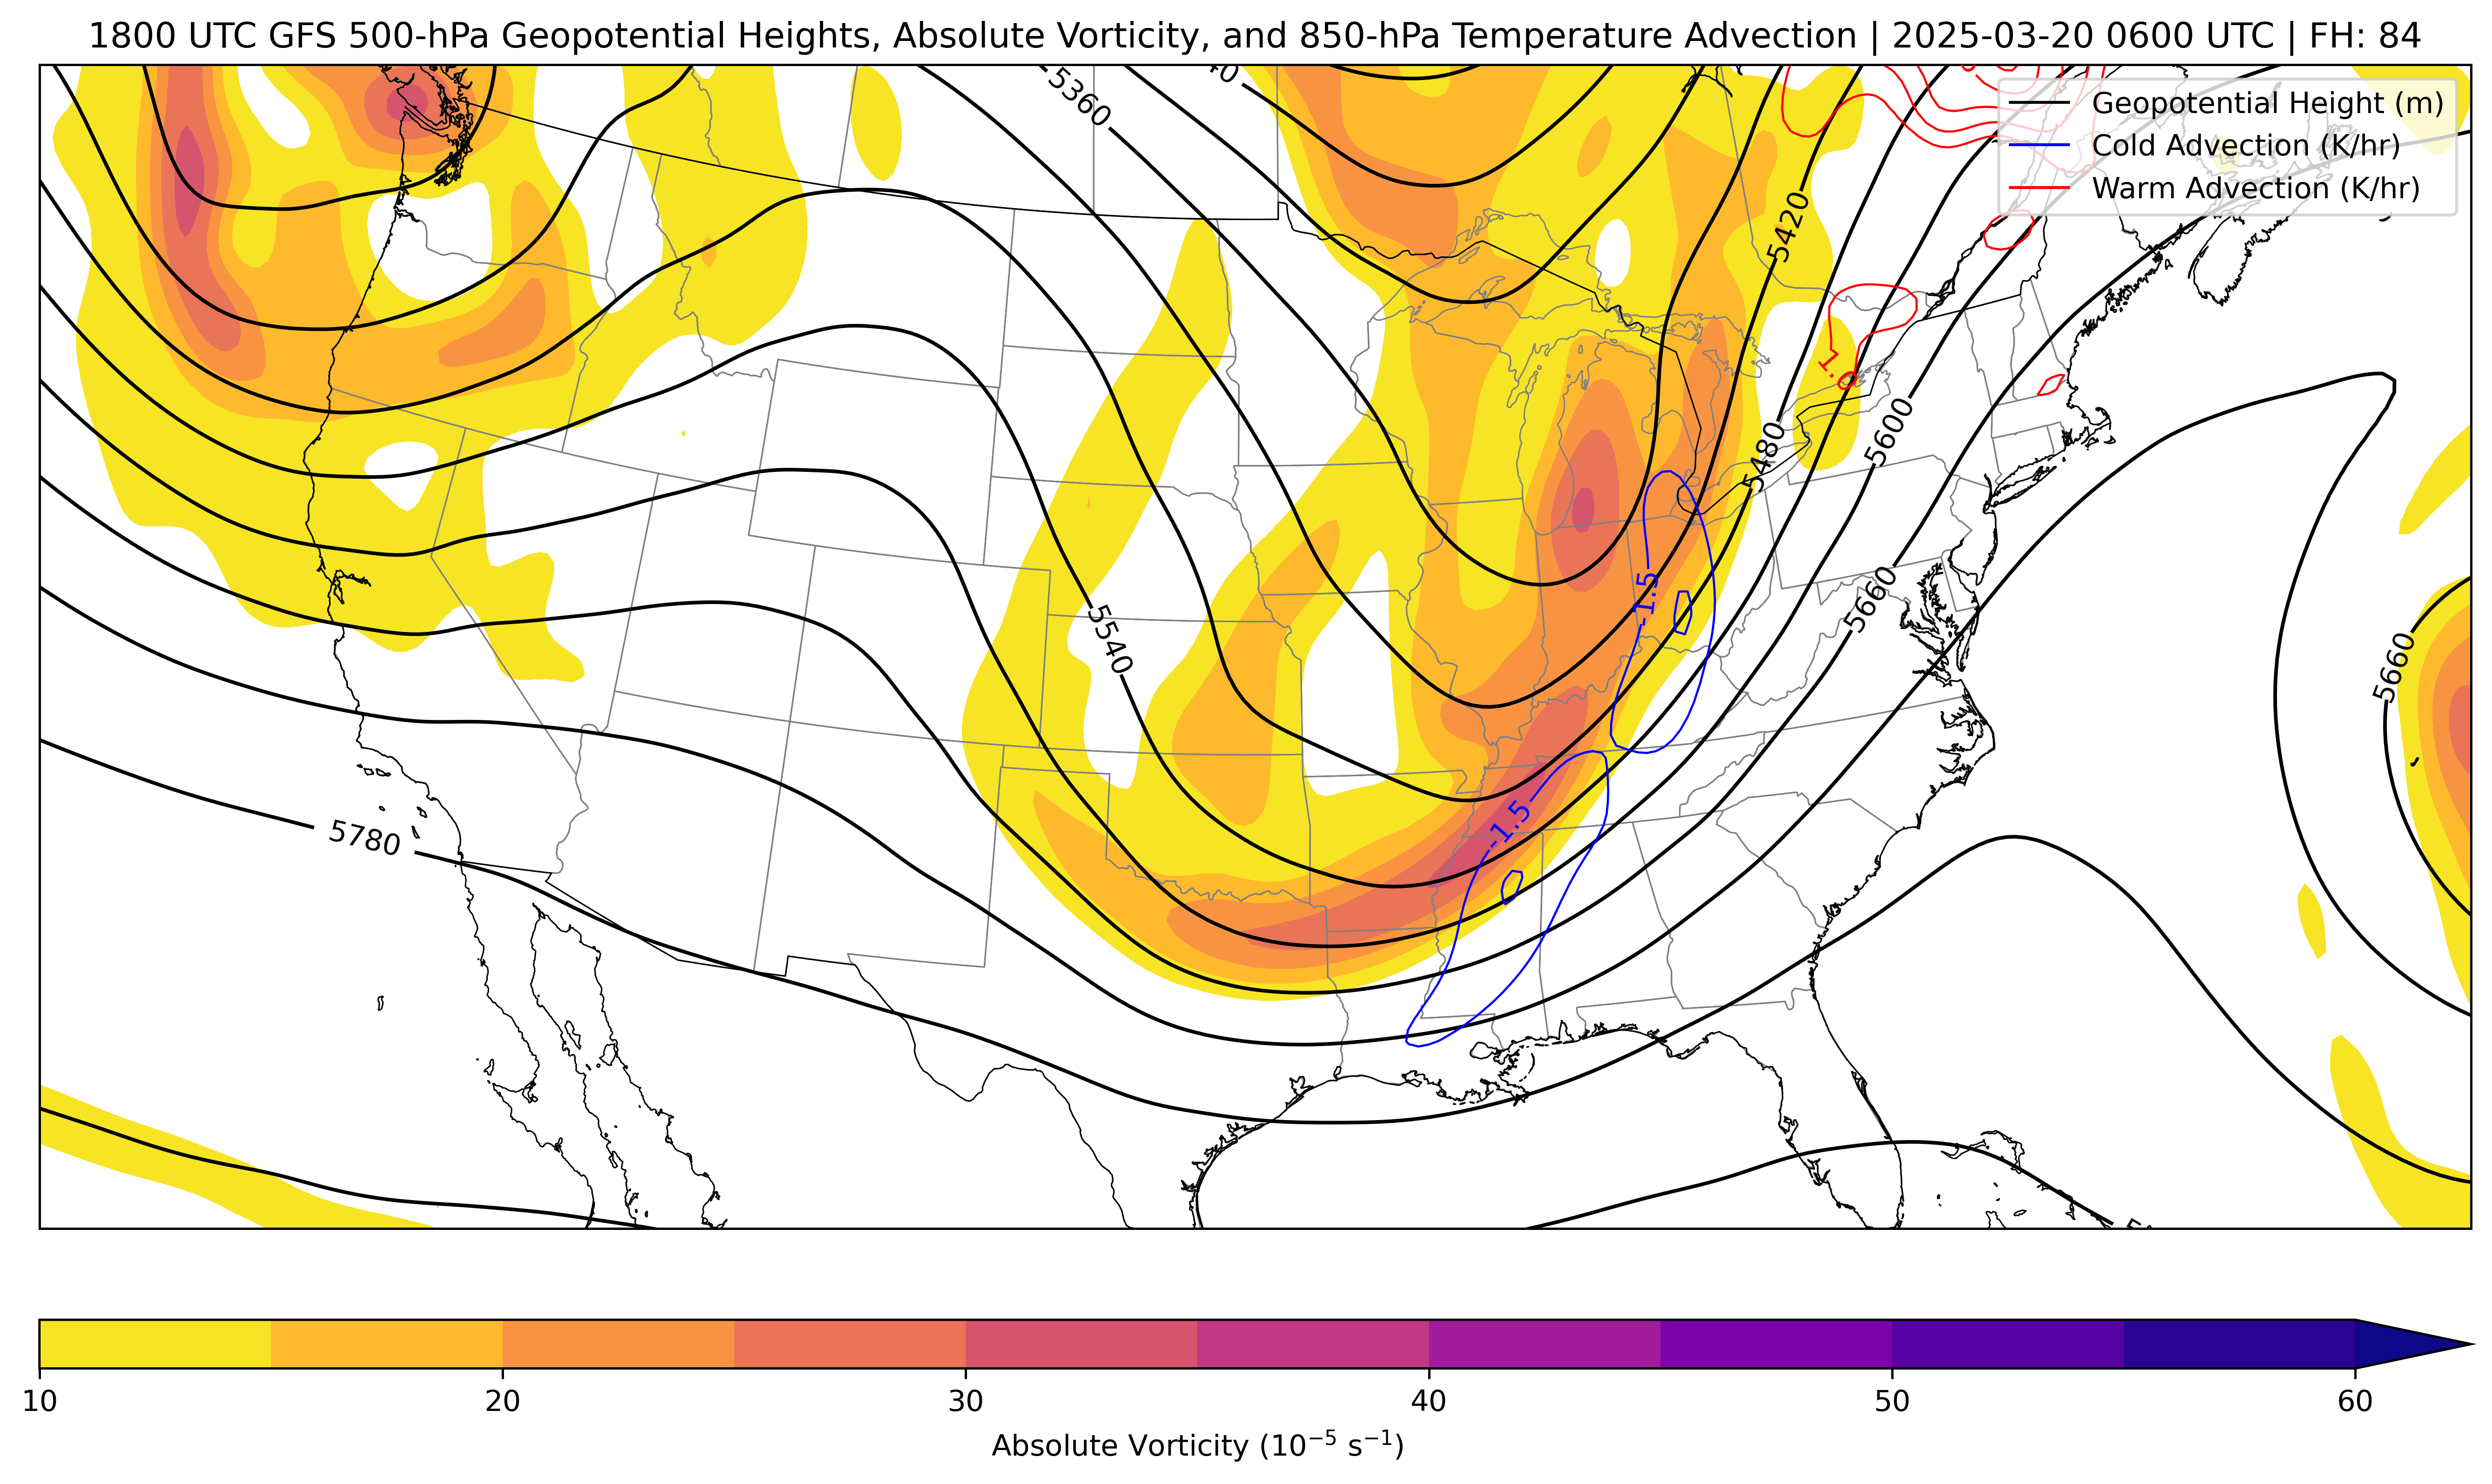 1800 UTC GFS 500-hPa Geopotential Heights, Absolute Vorticity, and 850-hPa Temperature Advection | 2025-03-20 0600 UTC | FH: 84
Geopotential Height (m)
Cold Advection (K/hr)
Warm Advection (K/hr)
5360
5420
1.0
5600
5480
-1.5
5660
5540
5660
-1.5
5780
10 20 30 40 50 60
Absolute Vorticity (10⁻⁵ s⁻¹)